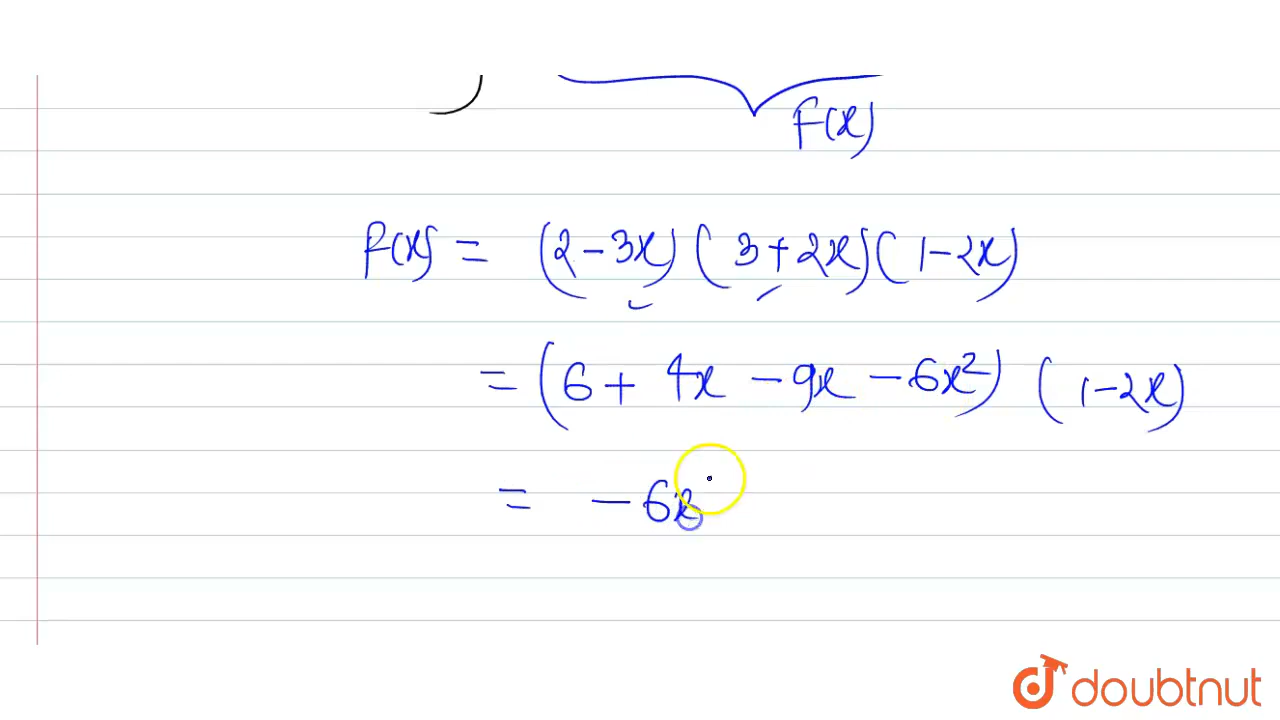 f(x)
f(x) = (2-3x)(3+2x)(1-2x)
= (6+4x-9x-6x²)(1-2x)
= -6x
doubtnut